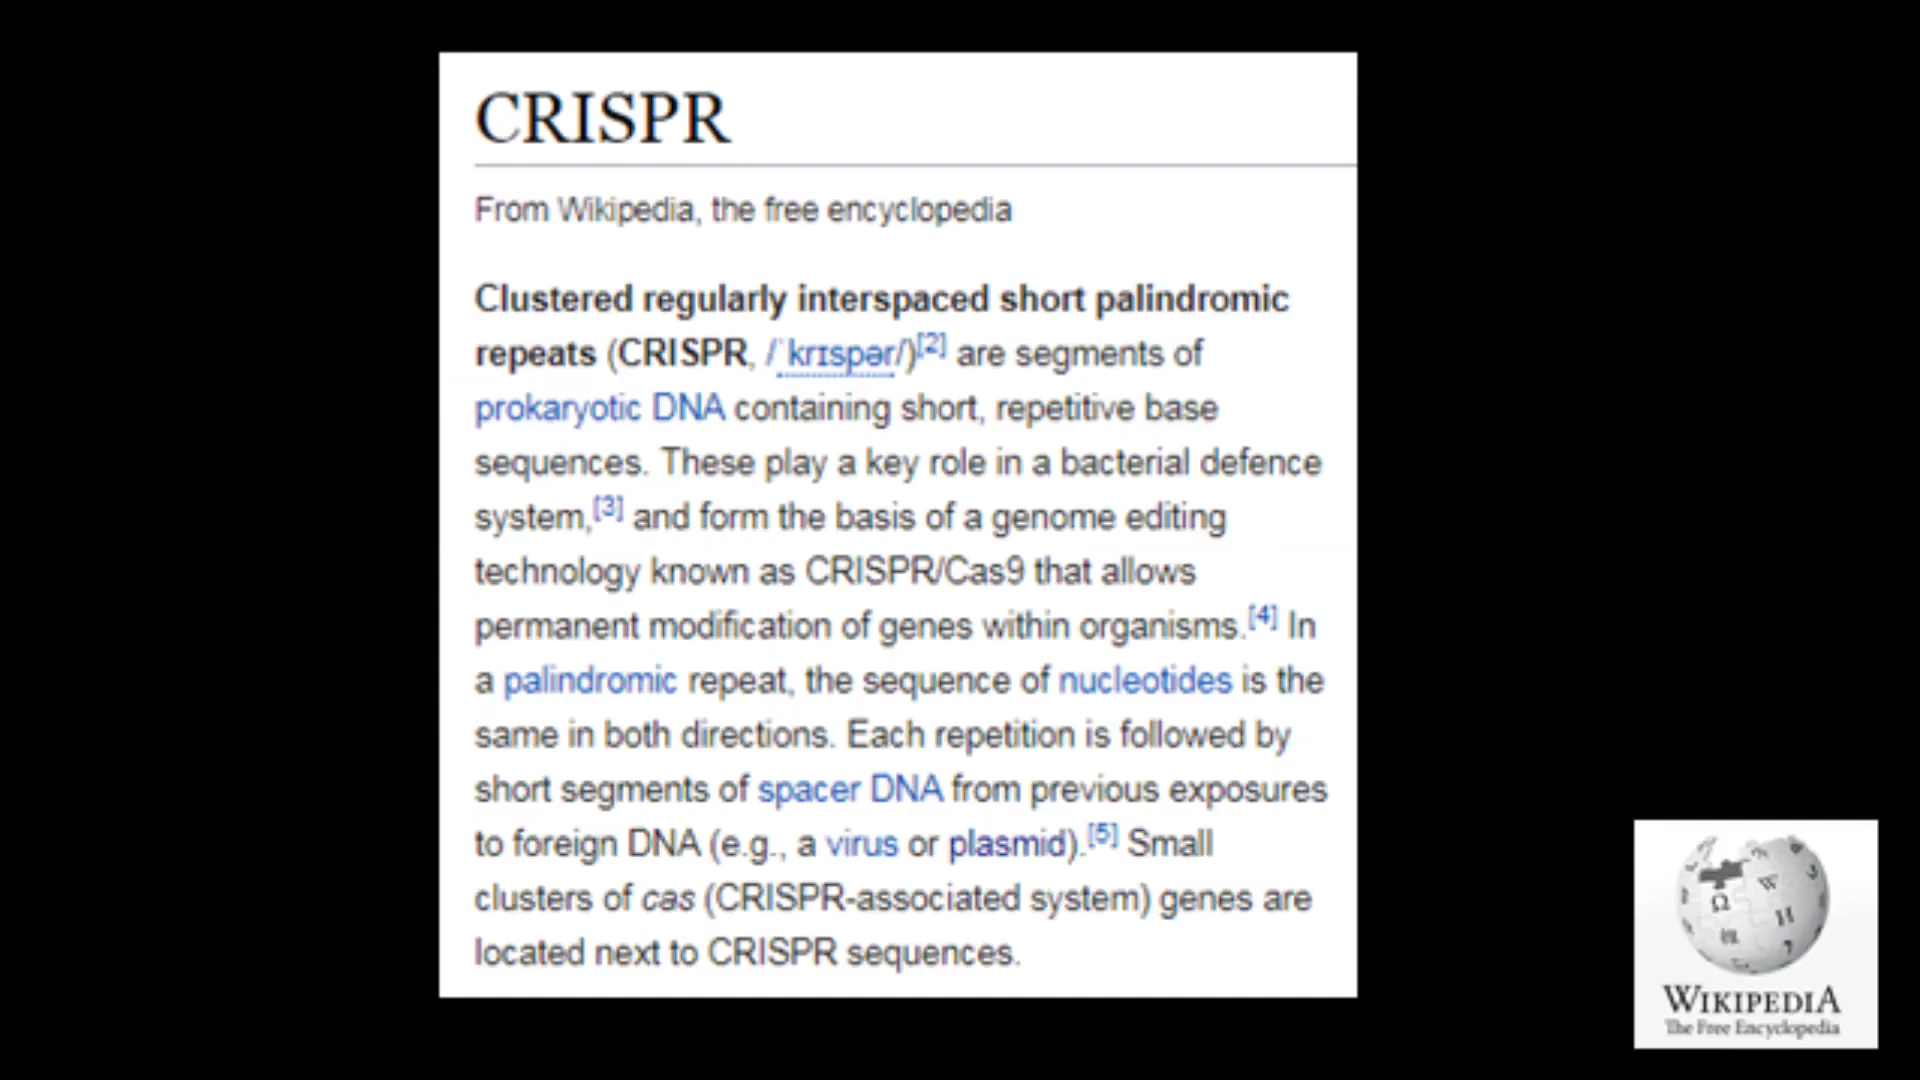 CRISPR
From Wikipedia, the free encyclopedia
Clustered regularly interspaced short palindromic
repeats (CRISPR, /ˈkrɪspər/)[2] are segments of
prokaryotic DNA containing short, repetitive base
sequences. These play a key role in a bacterial defence
system,[3] and form the basis of a genome editing
technology known as CRISPR/Cas9 that allows
permanent modification of genes within organisms.[4] In
a palindromic repeat, the sequence of nucleotides is the
same in both directions. Each repetition is followed by
short segments of spacer DNA from previous exposures
to foreign DNA (e.g., a virus or plasmid).[5] Small
clusters of cas (CRISPR-associated system) genes are
located next to CRISPR sequences.
Ω W И
WIKIPEDIA
The Free Encyclopedia